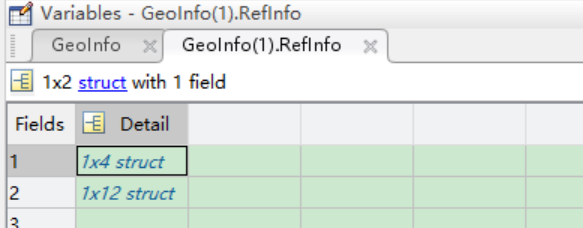 Variables - GeoInfo(1).RefInfo
GeoInfo GeoInfo(1).RefInfo
1x2 struct with 1 field
Fields Detail
1 1x4 struct
2 1x12 struct
3